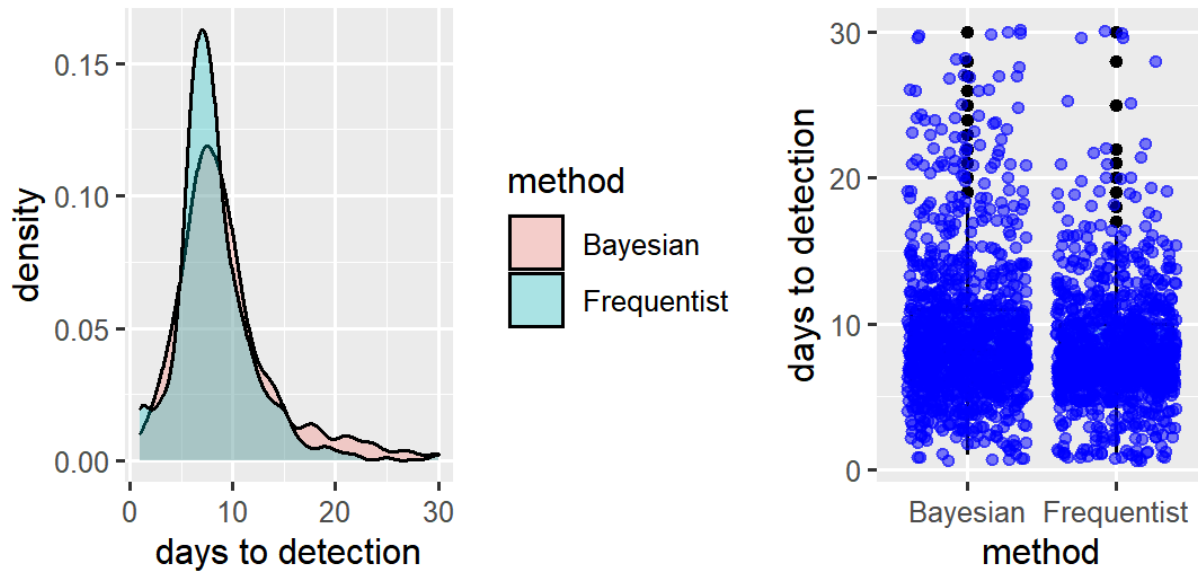 0.15
0.10
0.05
0.00
density
0 10 20 30
days to detection
method
Bayesian
Frequentist
30
20
10
0
days to detection
Bayesian Frequentist
method